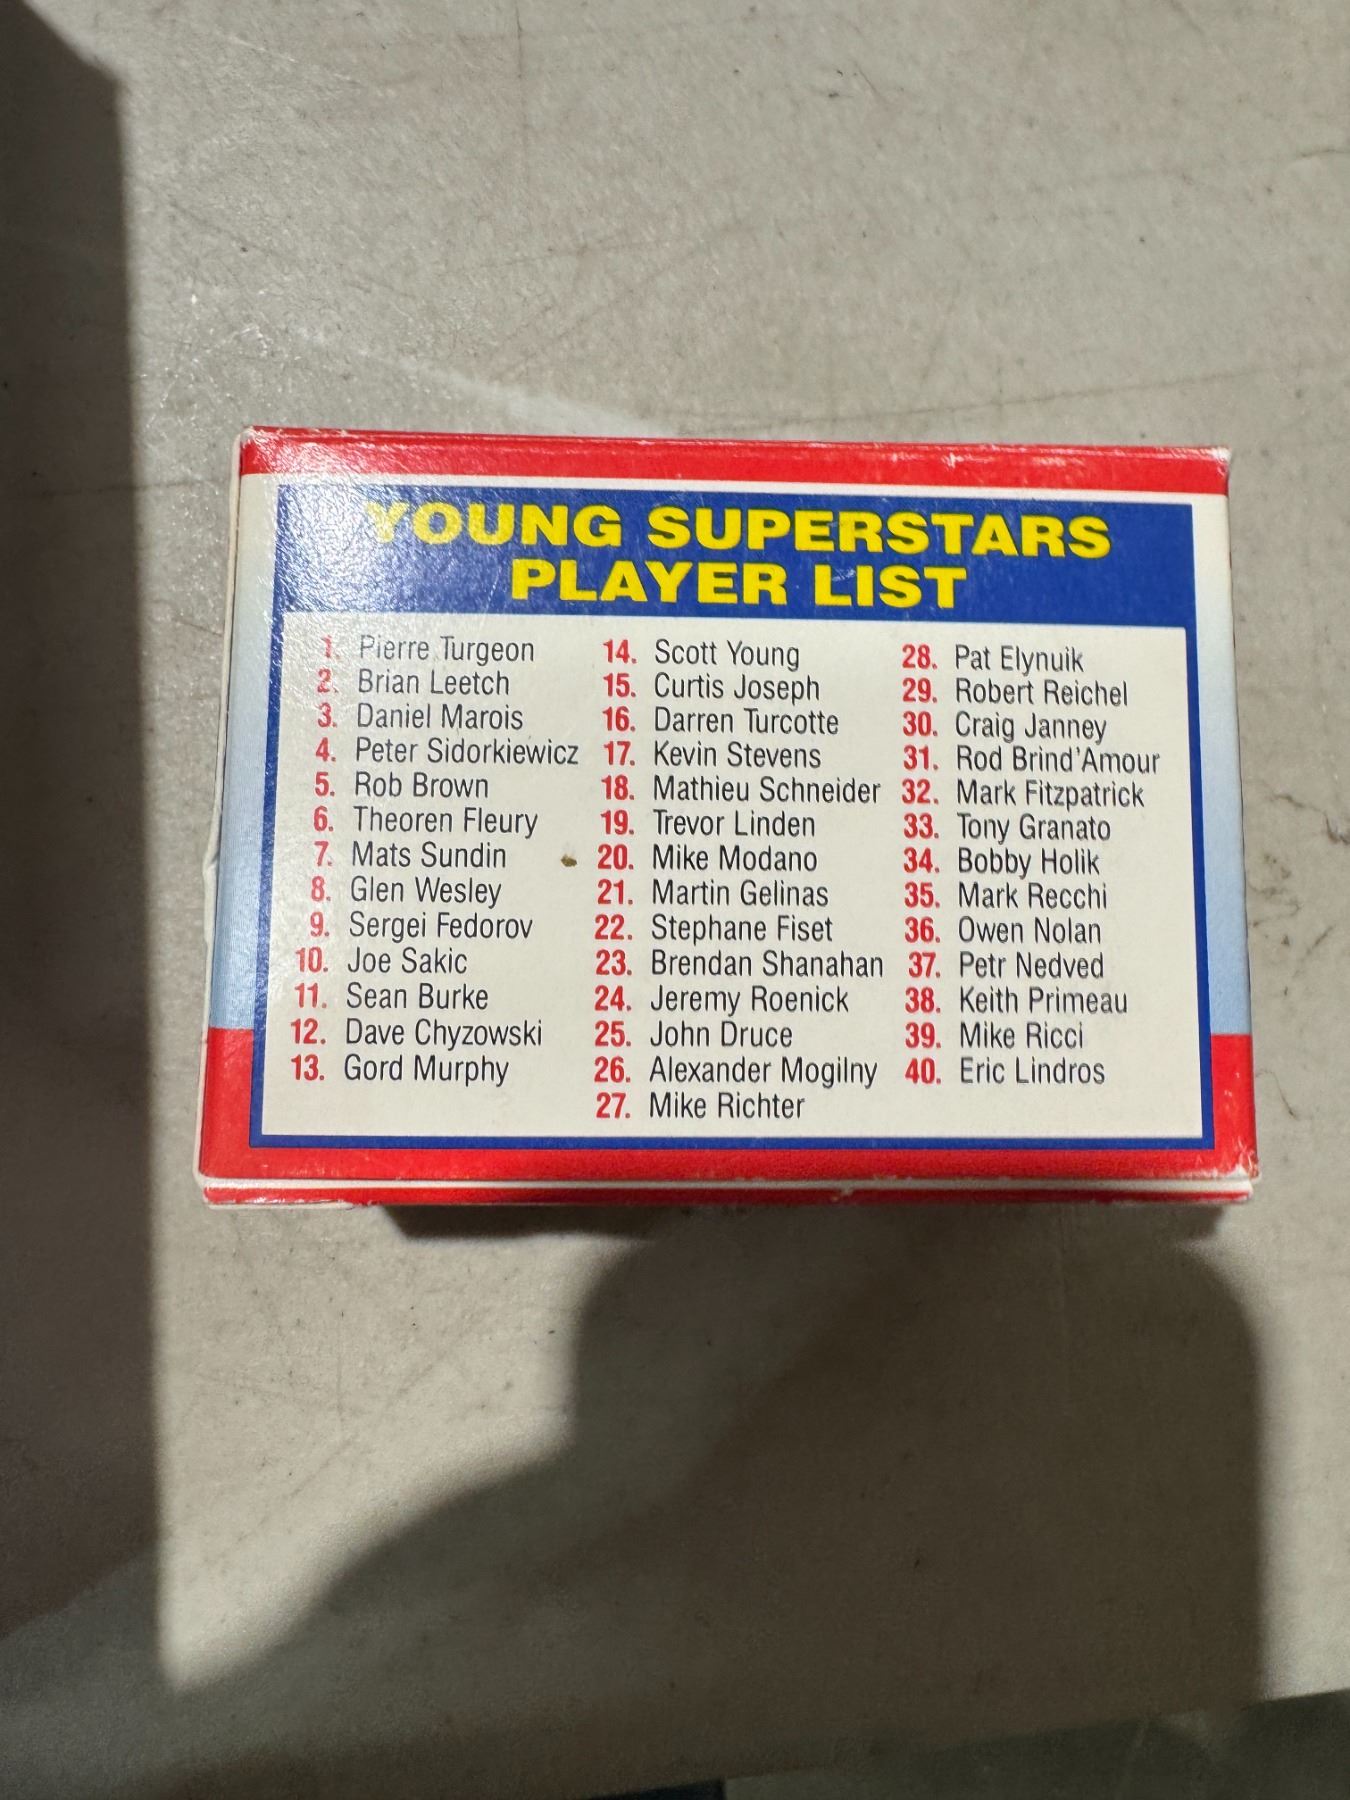 YOUNG SUPERSTARS
PLAYER LIST
1. Pierre Turgeon
2. Brian Leetch
3. Daniel Marois
4. Peter Sidorkiewicz
5. Rob Brown
6. Theoren Fleury
7. Mats Sundin
8. Glen Wesley
9. Sergei Fedorov
10. Joe Sakic
11. Sean Burke
12. Dave Chyzowski
13. Gord Murphy
14. Scott Young
15. Curtis Joseph
16. Darren Turcotte
17. Kevin Stevens
18. Mathieu Schneider
19. Trevor Linden
20. Mike Modano
21. Martin Gelinas
22. Stephane Fiset
23. Brendan Shanahan
24. Jeremy Roenick
25. John Druce
26. Alexander Mogilny
27. Mike Richter
28. Pat Elynuik
29. Robert Reichel
30. Craig Janney
31. Rod Brind'Amour
32. Mark Fitzpatrick
33. Tony Granato
34. Bobby Holik
35. Mark Recchi
36. Owen Nolan
37. Petr Nedved
38. Keith Primeau
39. Mike Ricci
40. Eric Lindros